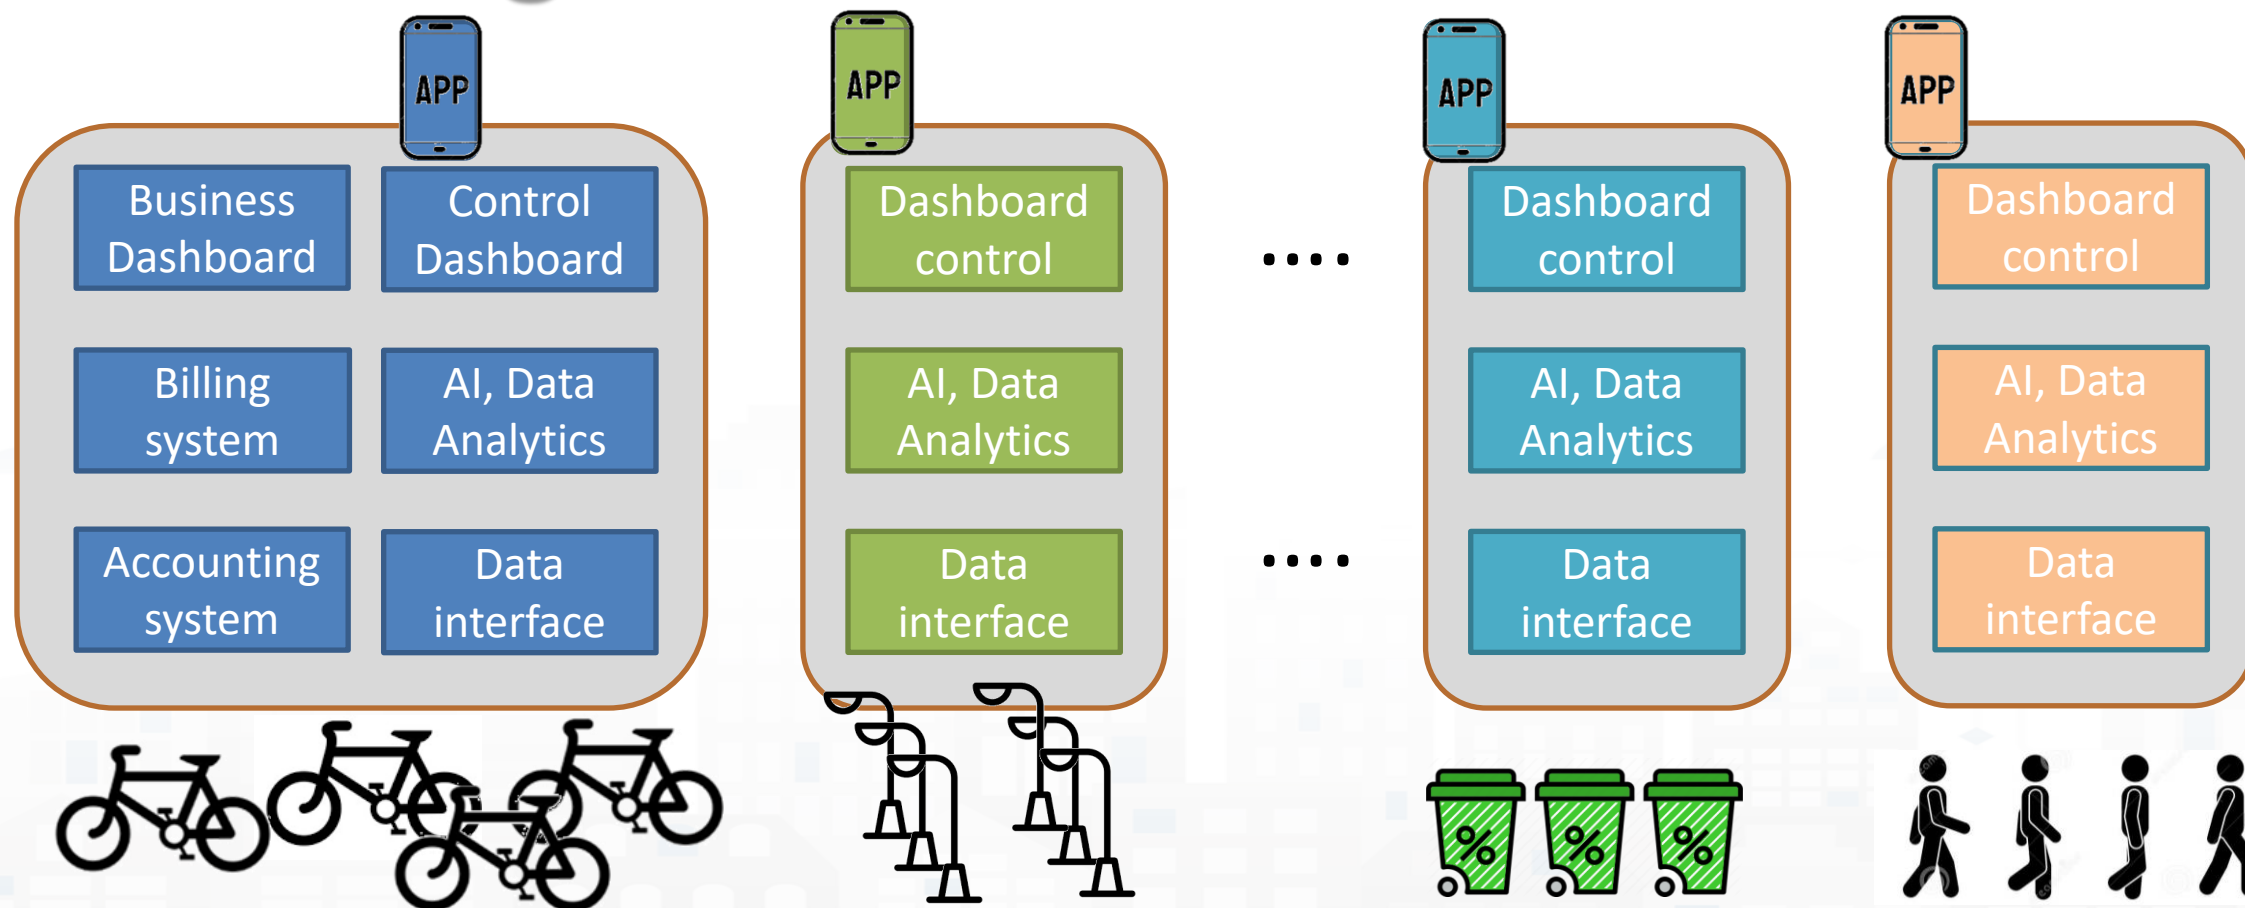 APP
Business
Dashboard
Control
Dashboard
Billing
system
AI, Data
Analytics
Accounting
system
Data
interface
APP
Dashboard
control
AI, Data
Analytics
Data
interface
....
....
APP
Dashboard
control
AI, Data
Analytics
Data
interface
%
%
%
APP
Dashboard
control
AI, Data
Analytics
Data
interface